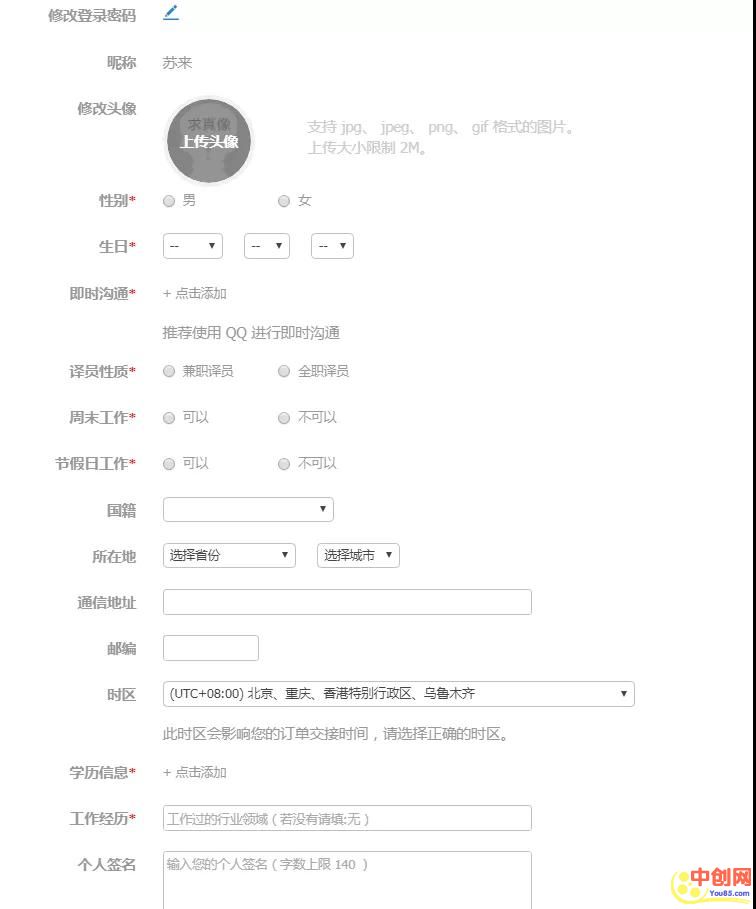 修改登录密码
昵称 苏来
修改头像
求真像
上传头像
支持 jpg、 jpeg、 png、 gif 格式的图片。
上传大小限制 2M。
性别* 男 女
生日* -- -- --
即时沟通* + 点击添加
推荐使用 QQ 进行即时沟通
译员性质* 兼职译员 全职译员
周末工作* 可以 不可以
节假日工作* 可以 不可以
国籍
所在地 选择省份 选择城市
通信地址
邮编
时区 (UTC+08:00) 北京、重庆、香港特别行政区、乌鲁木齐
此时区会影响您的订单交接时间，请选择正确的时区。
学历信息* + 点击添加
工作经历* 工作过的行业领域 ( 若没有请填:无 )
个人签名 输入您的个人签名 ( 字数上限 140 )
中创网
You85.com